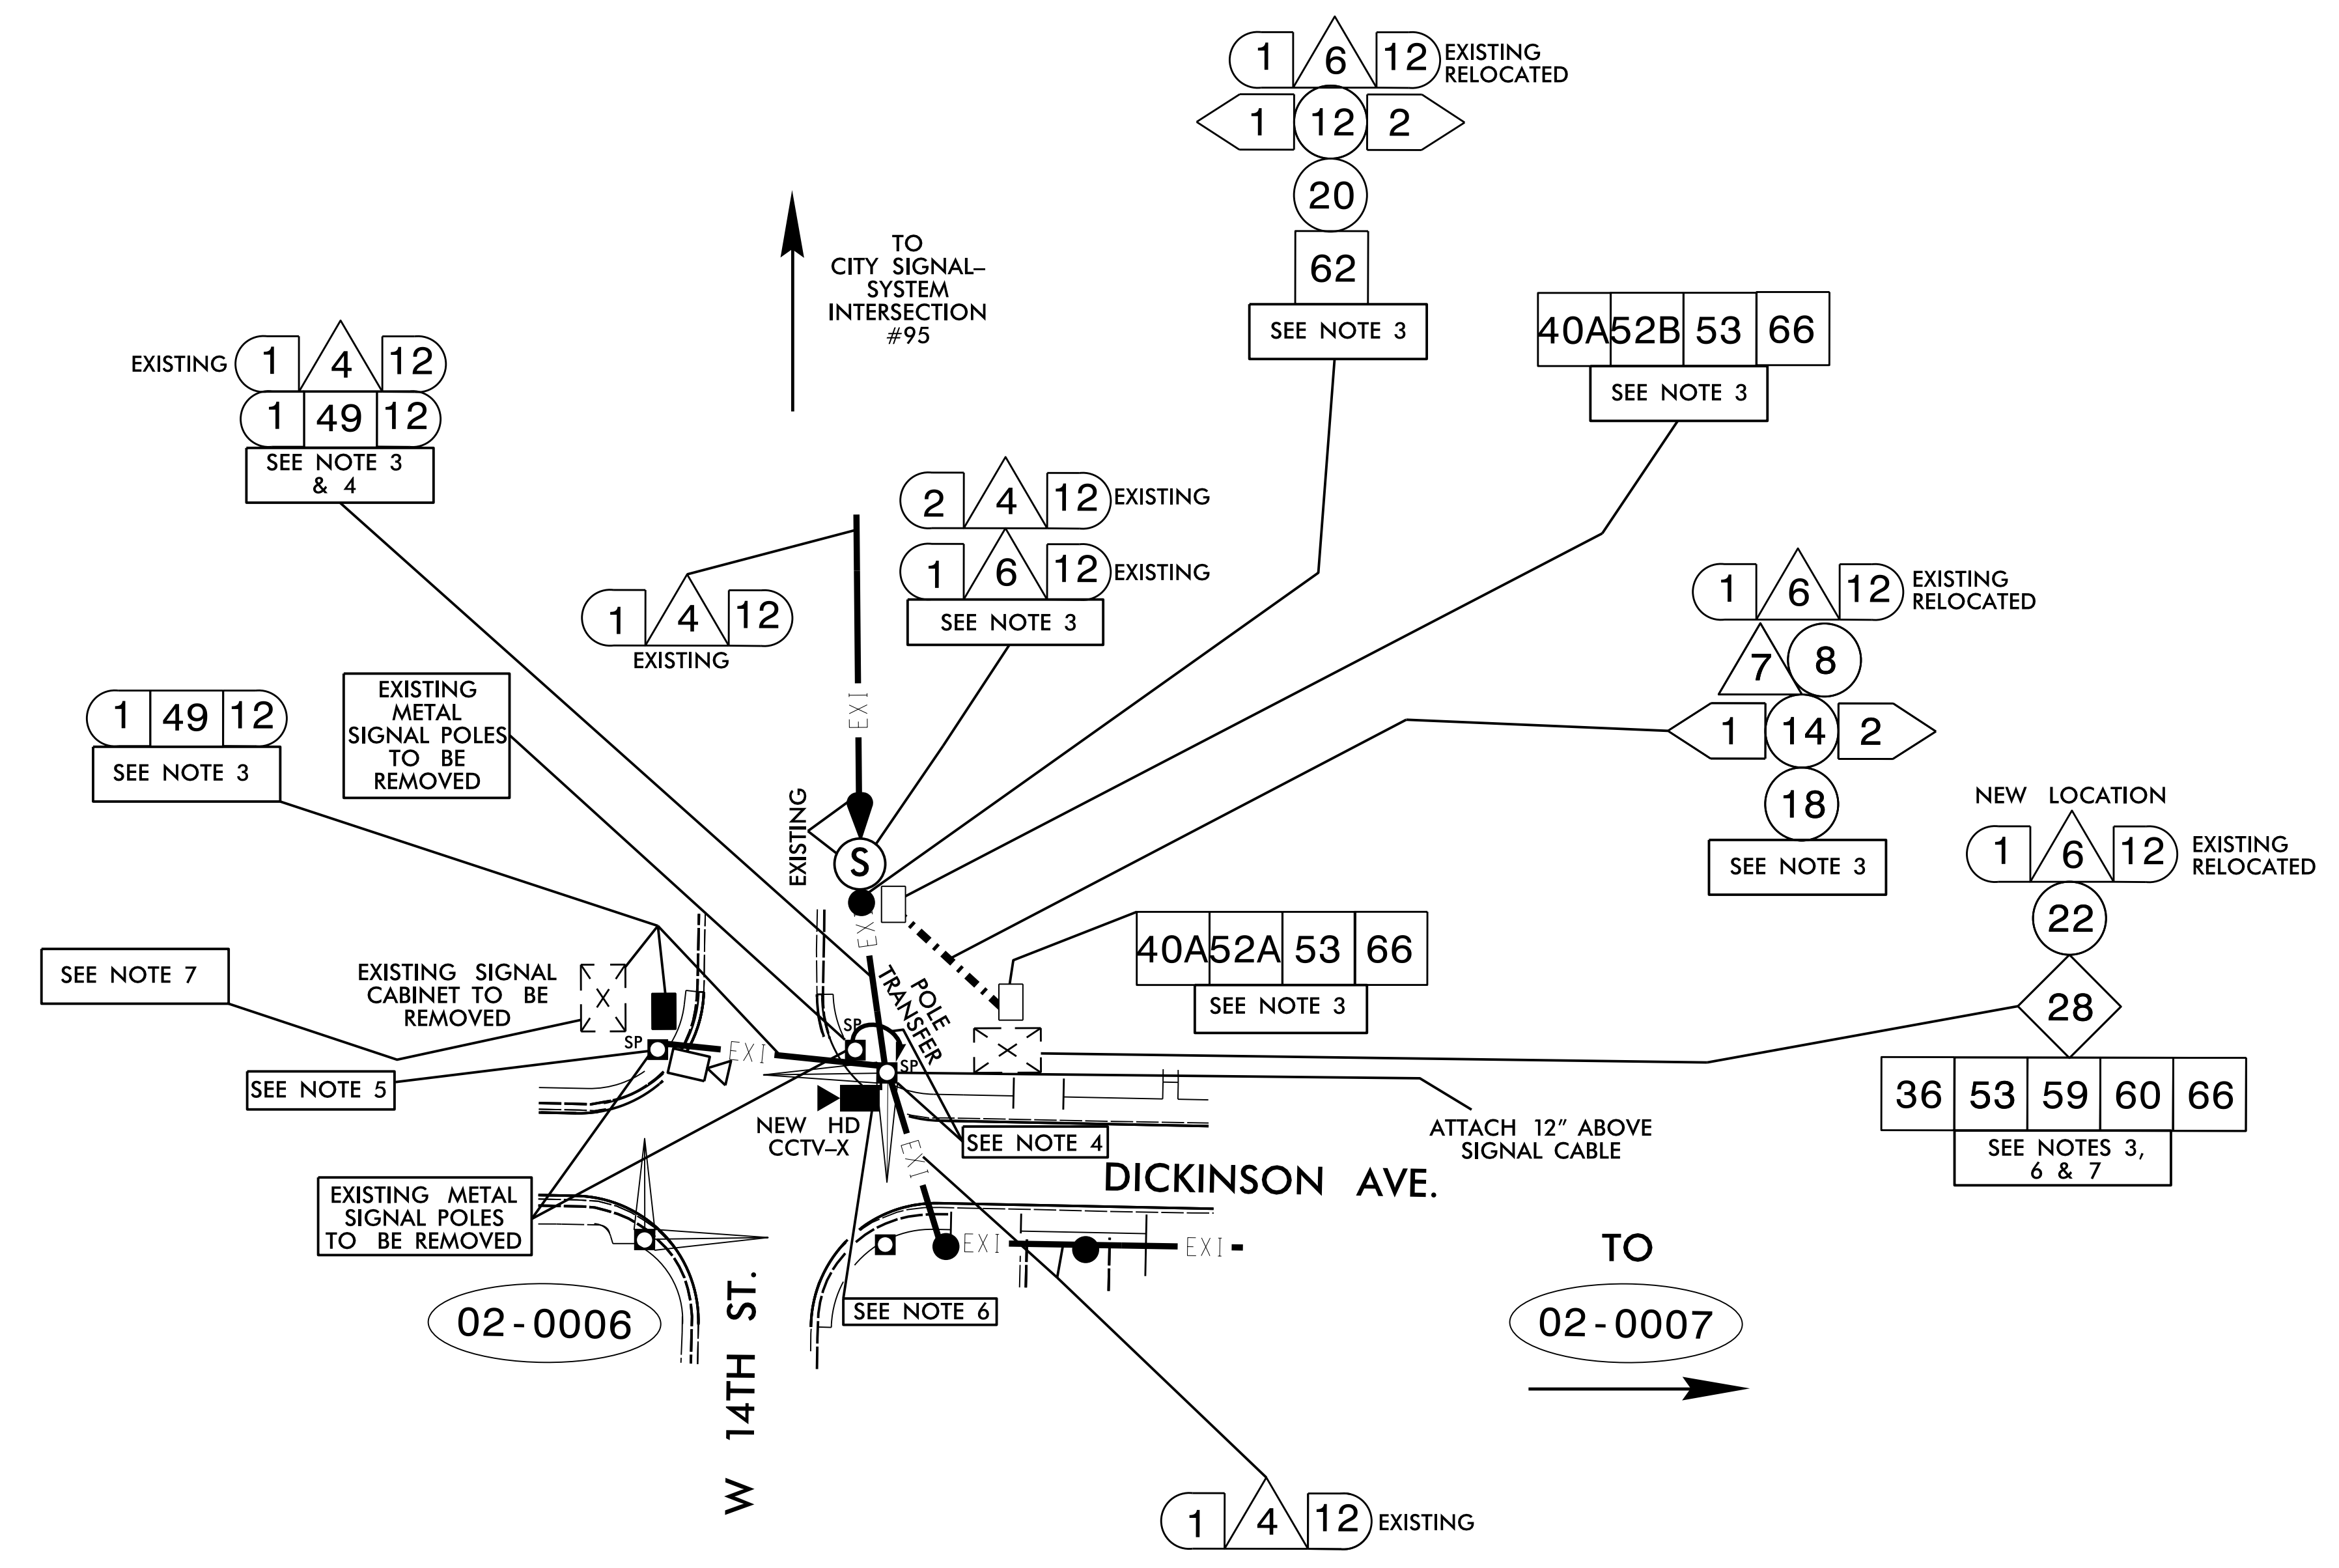 1 6 12 EXISTING
RELOCATED
1 12 2
20
62
SEE NOTE 3
TO
CITY SIGNAL–
SYSTEM
INTERSECTION
#95
40A 52B 53 66
SEE NOTE 3
EXISTING 1 4 12
1 49 12
SEE NOTE 3
& 4
2 4 12 EXISTING
1 6 12 EXISTING
SEE NOTE 3
1 4 12
EXISTING
1 6 12 EXISTING
RELOCATED
7 8
1 14 2
18
SEE NOTE 3
EXISTING
METAL
SIGNAL POLES
TO BE
REMOVED
1 49 12
SEE NOTE 3
EXI
EXISTING
S
NEW LOCATION
1 6 12 EXISTING
RELOCATED
22
28
36 53 59 60 66
SEE NOTES 3,
6 & 7
EXI
40A 52A 53 66
SEE NOTE 3
POLE
TRANSFER
SEE NOTE 7
EXISTING SIGNAL
CABINET TO BE
REMOVED
SP
EXI
SP
SP
SEE NOTE 5
NEW HD
CCTV–X
SEE NOTE 4
ATTACH 12" ABOVE
SIGNAL CABLE
EXI
DICKINSON AVE.
EXISTING METAL
SIGNAL POLES
TO BE REMOVED
EXI
EXI
TO
02-0007
02-0006
SEE NOTE 6
W 14TH ST.
1 4 12 EXISTING